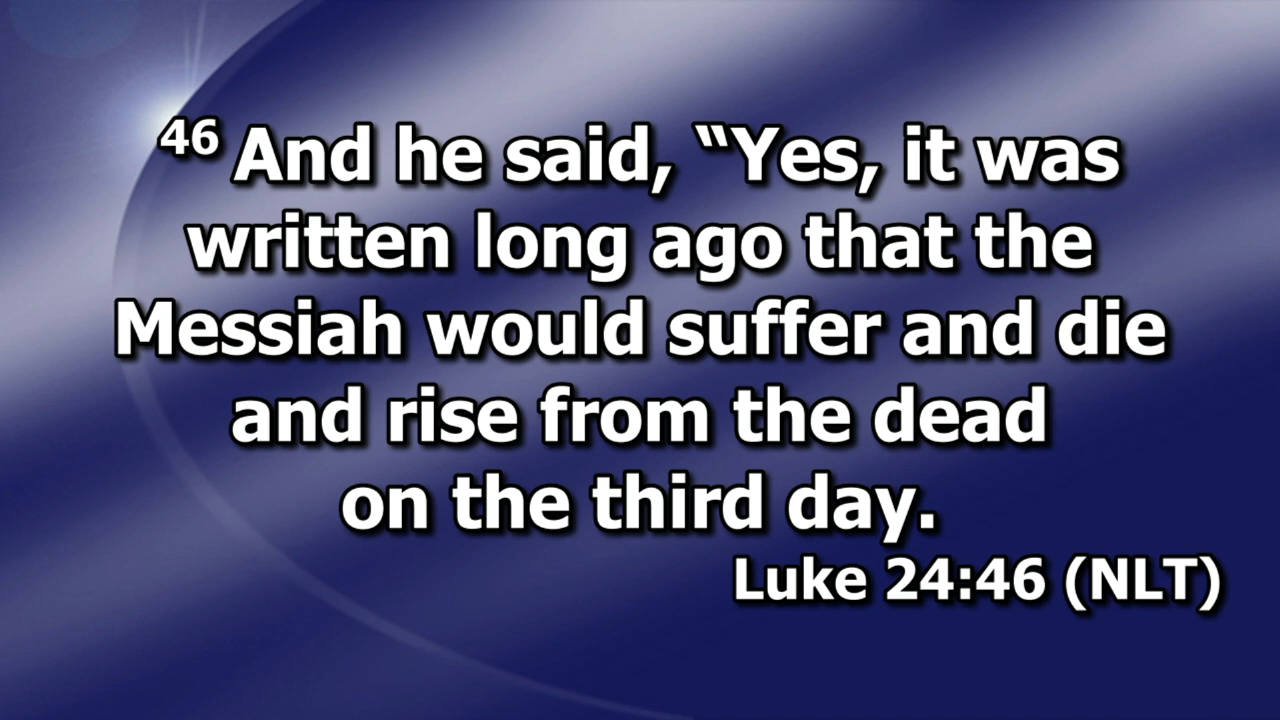 46 And he said, “Yes, it was
written long ago that the
Messiah would suffer and die
and rise from the dead
on the third day.
Luke 24:46 (NLT)